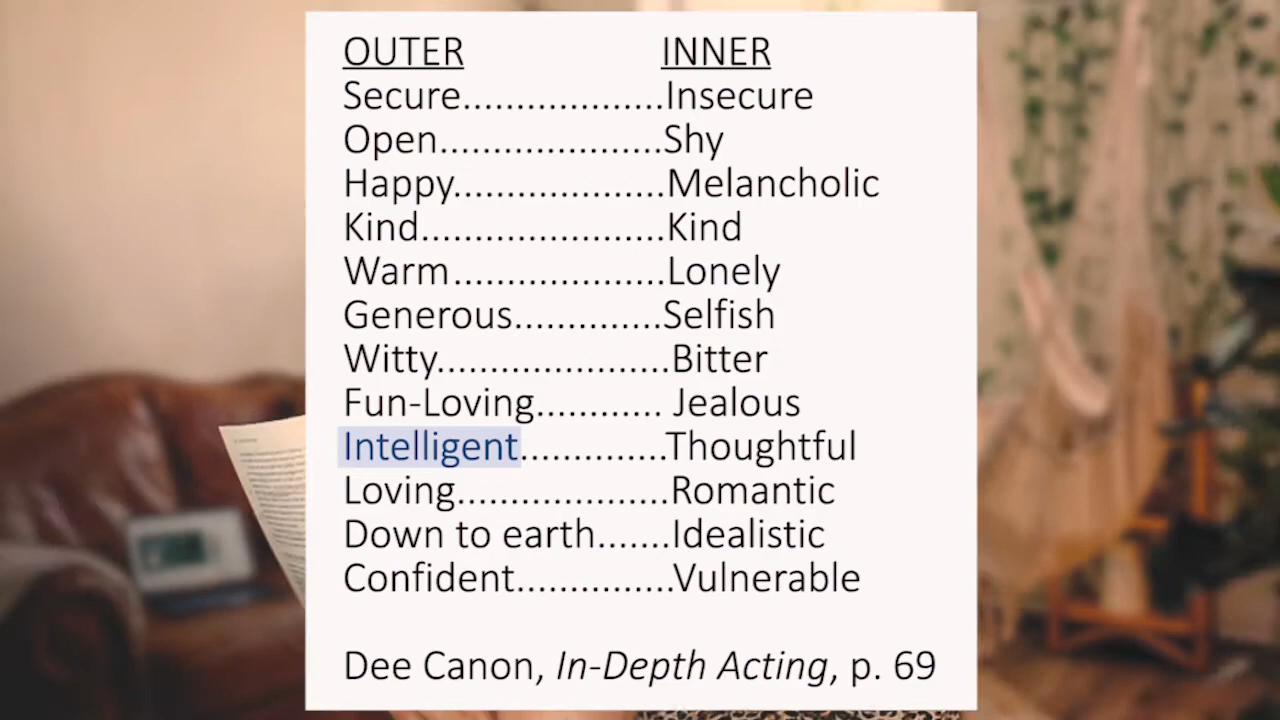 OUTER INNER
Secure...................Insecure
Open.....................Shy
Happy....................Melancholic
Kind.......................Kind
Warm....................Lonely
Generous..............Selfish
Witty......................Bitter
Fun-Loving............ Jealous
Intelligent..............Thoughtful
Loving....................Romantic
Down to earth.......Idealistic
Confident...............Vulnerable
Dee Canon, In-Depth Acting, p. 69